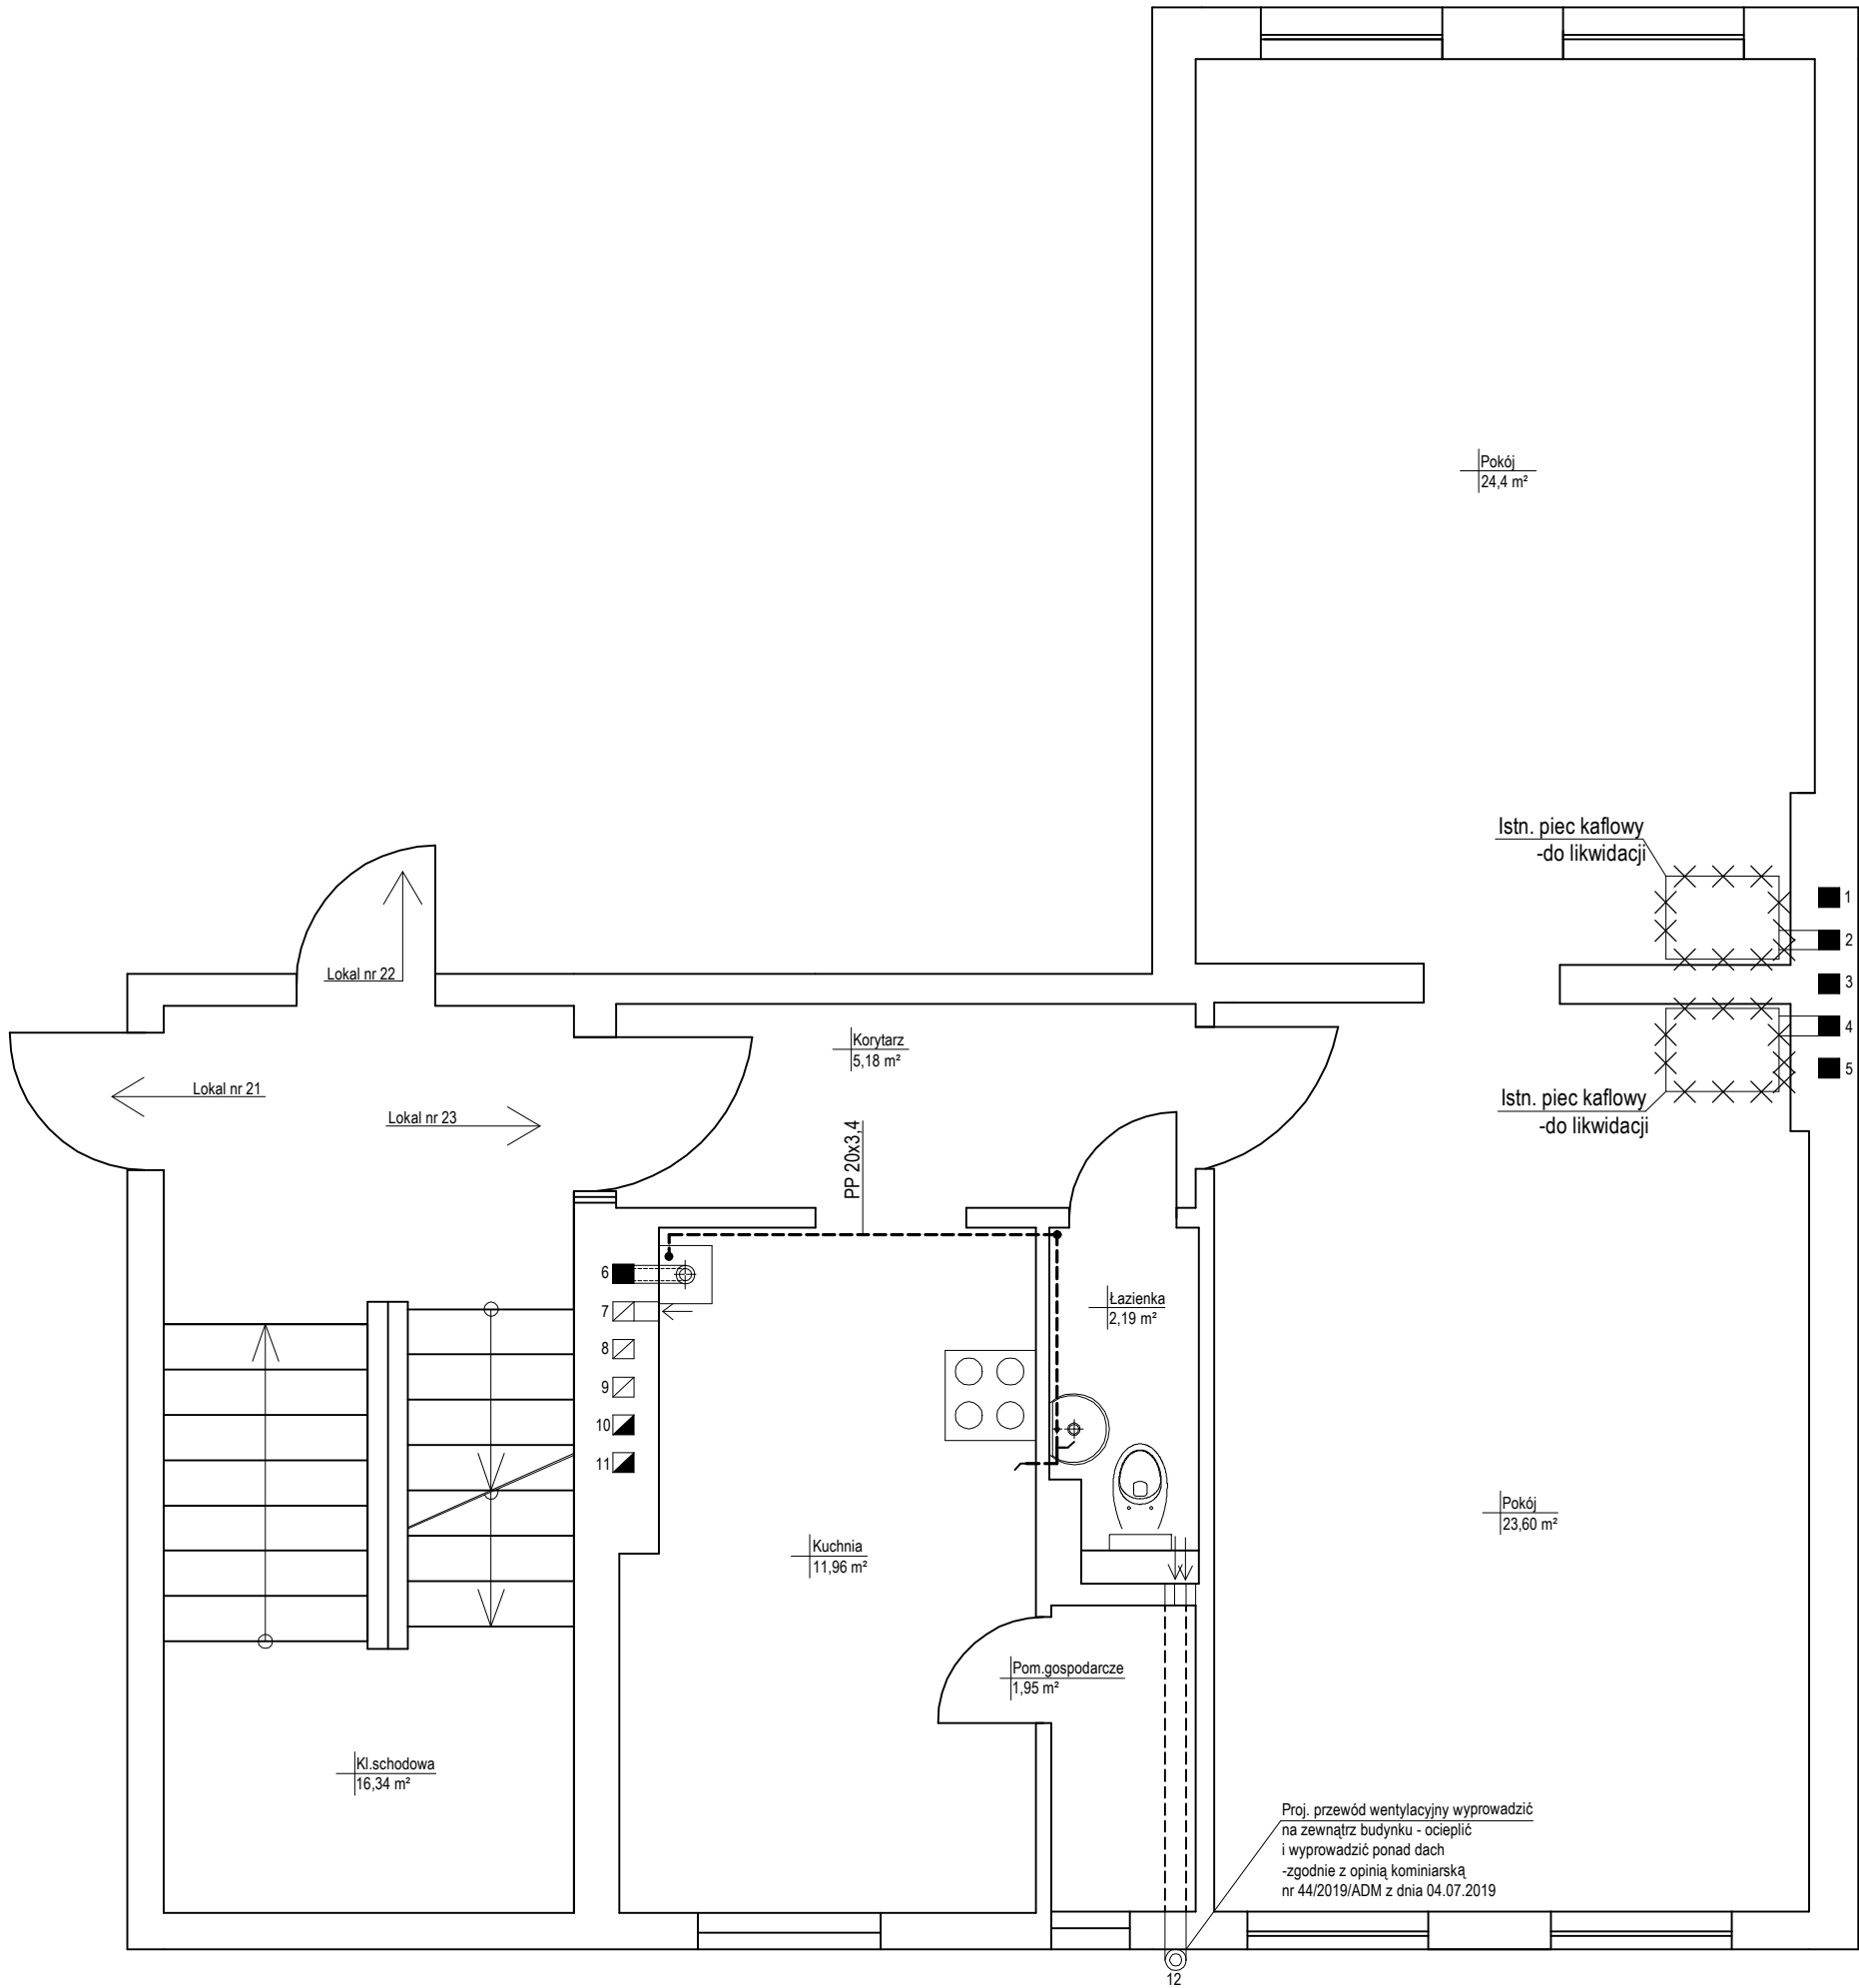 Pokój
24,4 m²
Istn. piec kaflowy
-do likwidacji
1
2
3
4
5
Istn. piec kaflowy
-do likwidacji
Lokal nr 22
Lokal nr 21
Lokal nr 23
Korytarz
5,18 m²
PP 20x3,4
6
7
8
9
10
11
Łazienka
2,19 m²
Kuchnia
11,96 m²
Pokój
23,60 m²
Pom.gospodarcze
1,95 m²
Kl.schodowa
16,34 m²
Proj. przewód wentylacyjny wyprowadzić
na zewnątrz budynku - ocieplić
i wyprowadzić ponad dach
-zgodnie z opinią kominiarską
nr 44/2019/ADM z dnia 04.07.2019
12